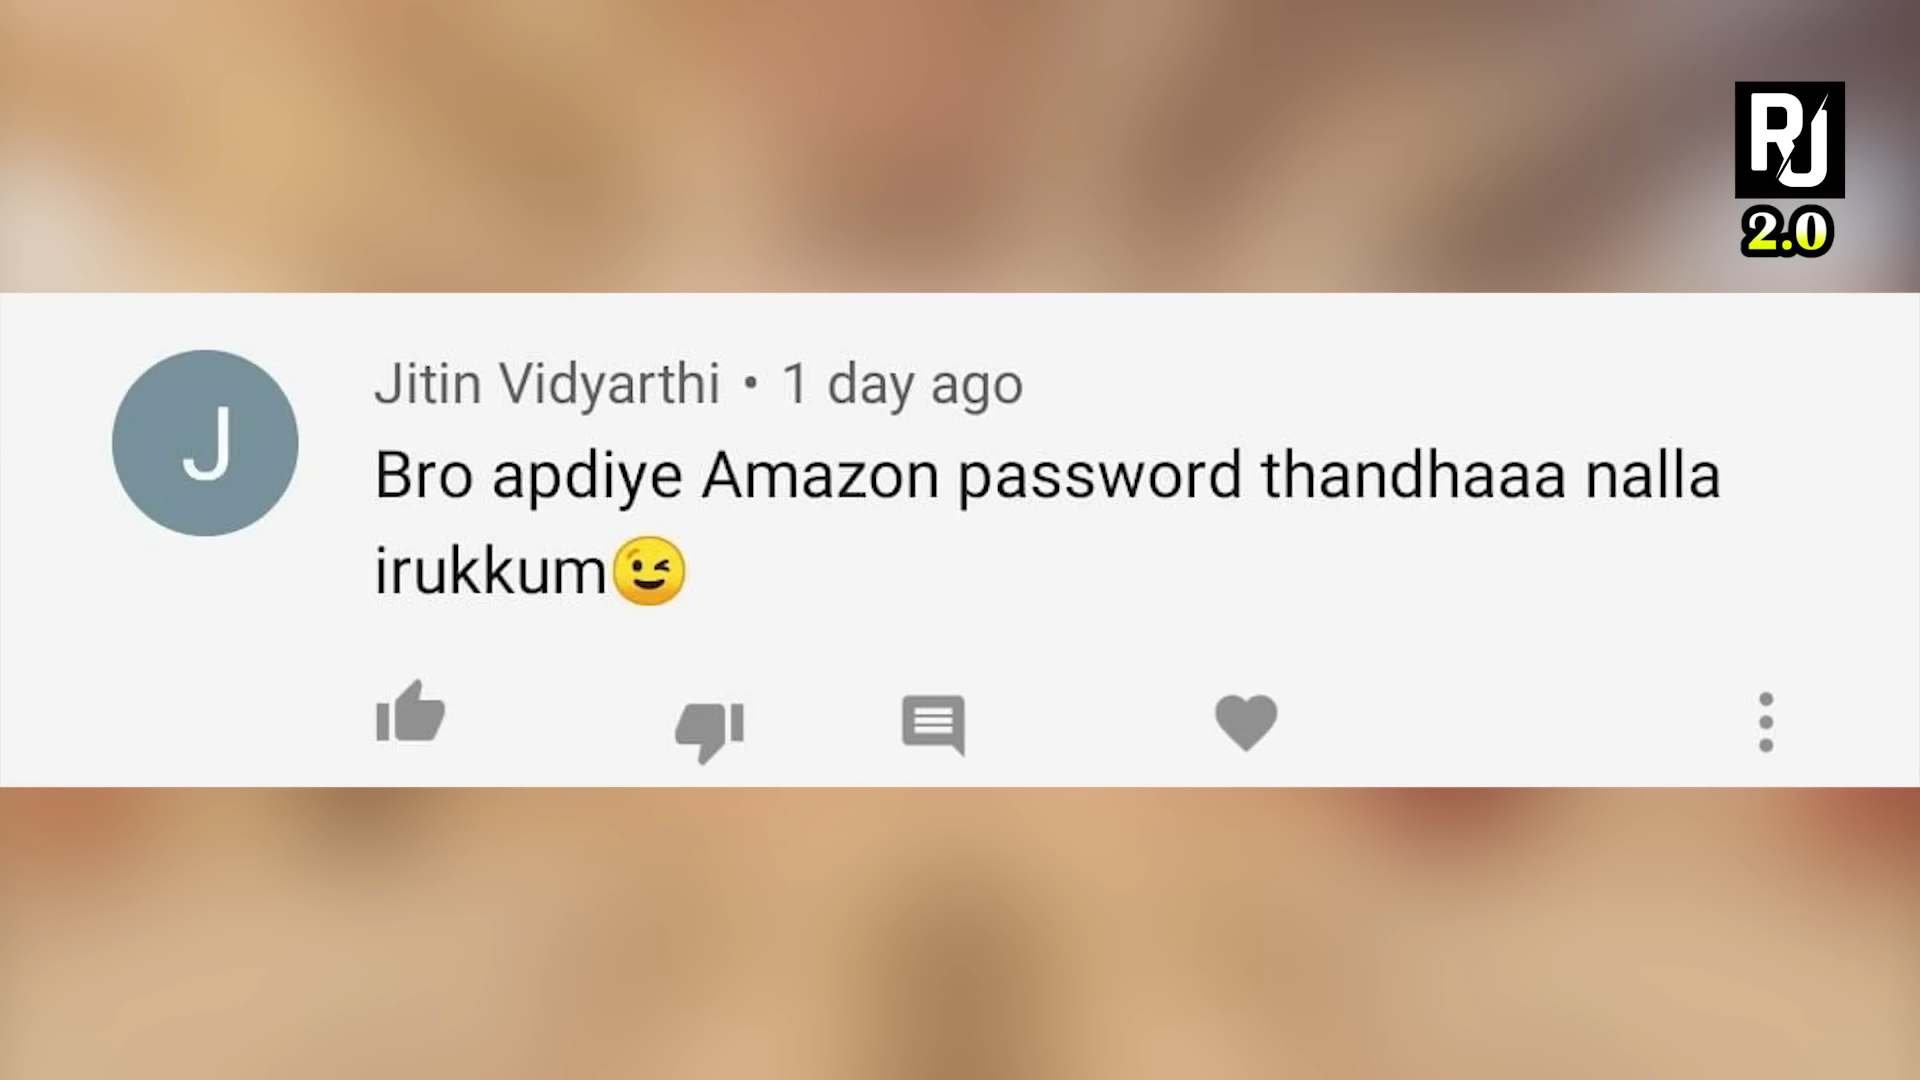 RJ
2.0
Jitin Vidyarthi • 1 day ago
J
Bro apdiye Amazon password thandhaaa nalla
irukkum😉